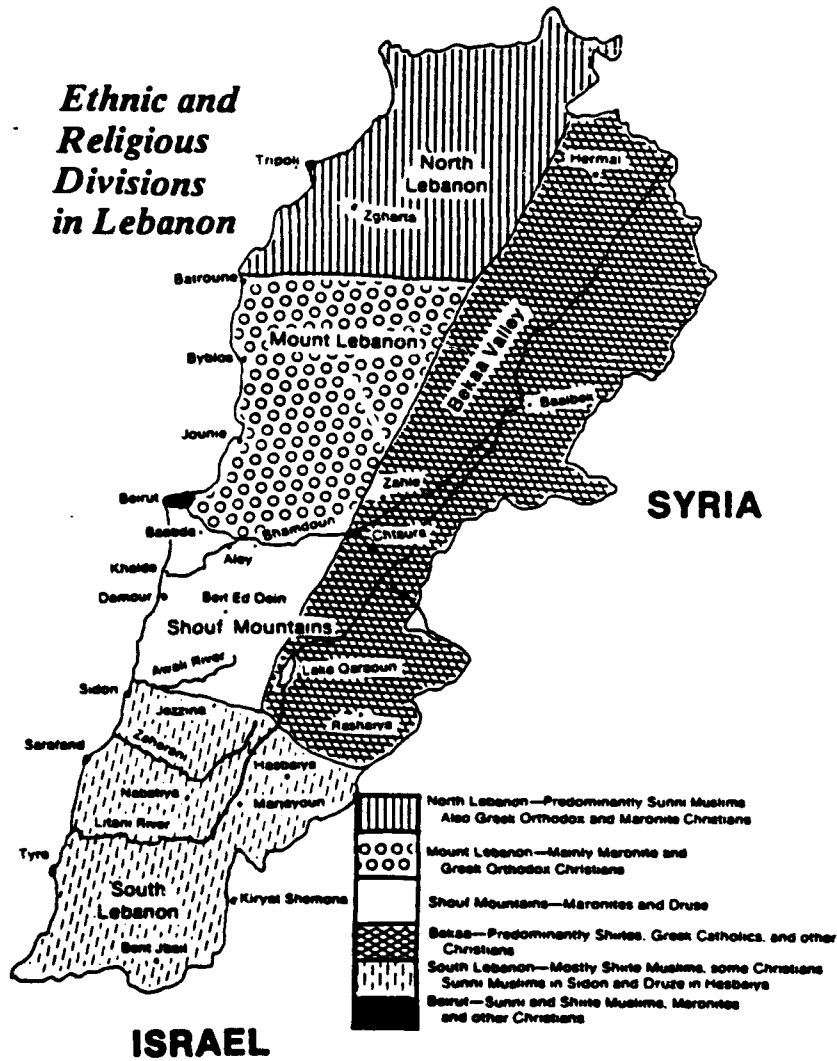 Ethnic and
Religious
Divisions
in Lebanon
Tripoli
North
Lebanon
Hermal
Zgharta
Batroune
Mount Lebanon
Byblos
Bekaa Valley
Baalbek
Jounie
Zahle
Beirut
SYRIA
Bhamdoun
Chtaura
Baabda
Aley
Khalde
Damour
Beit Ed Dein
Shouf Mountains
Awali River
Lake Qaraoun
Sidon
Jezzine
Rashaiya
Zaharani
Sarafand
Hasbaiya
Nabatiya
Marjayoun
Litani River
Tyre
South
Lebanon
Kiryat Shemona
Bent Jbail
ISRAEL
North Lebanon—Predominantly Sunni Muslims
Also Greek Orthodox and Maronite Christians
Mount Lebanon—Mainly Maronite and
Greek Orthodox Christians
Shouf Mountains—Maronites and Druse
Bekaa—Predominantly Shiites, Greek Catholics, and other
Christians
South Lebanon—Mostly Shiite Muslims, some Christians
Sunni Muslims in Sidon and Druze in Hasbaiya
Beirut—Sunni and Shiite Muslims, Maronites
and other Christians